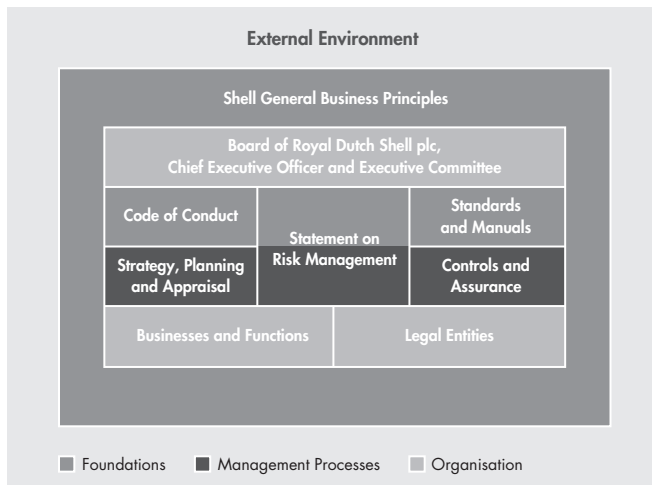 External Environment
Shell General Business Principles
Board of Royal Dutch Shell plc,
Chief Executive Officer and Executive Committee
Code of Conduct
Statement on
Risk Management
Standards
and Manuals
Strategy, Planning
and Appraisal
Controls and
Assurance
Businesses and Functions
Legal Entities
Foundations
Management Processes
Organisation